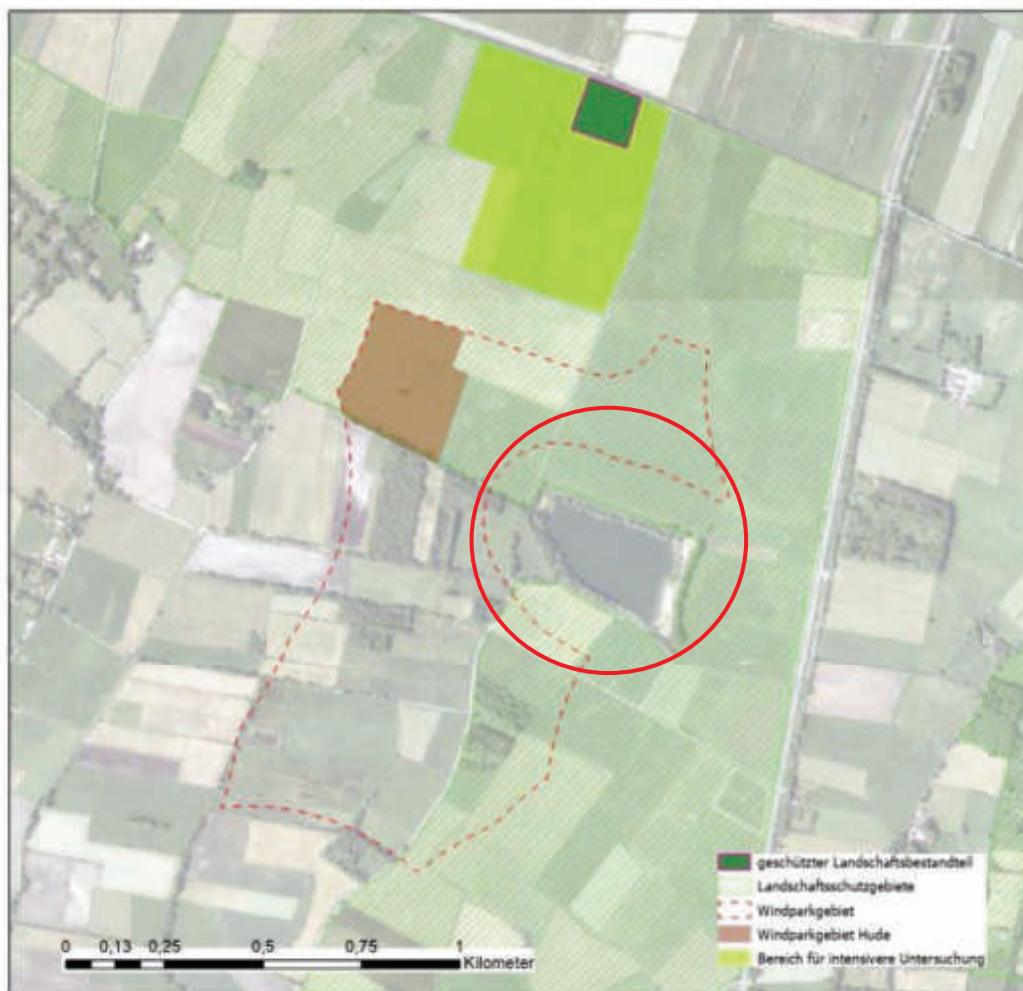 geschützter Landschaftsbestandteil
Landschaftsschutzgebiete
Windparkgebiet
Windparkgebiet Hude
Bereich für intensivere Untersuchung
0 0,13 0,25 0,5 0,75 1
Kilometer